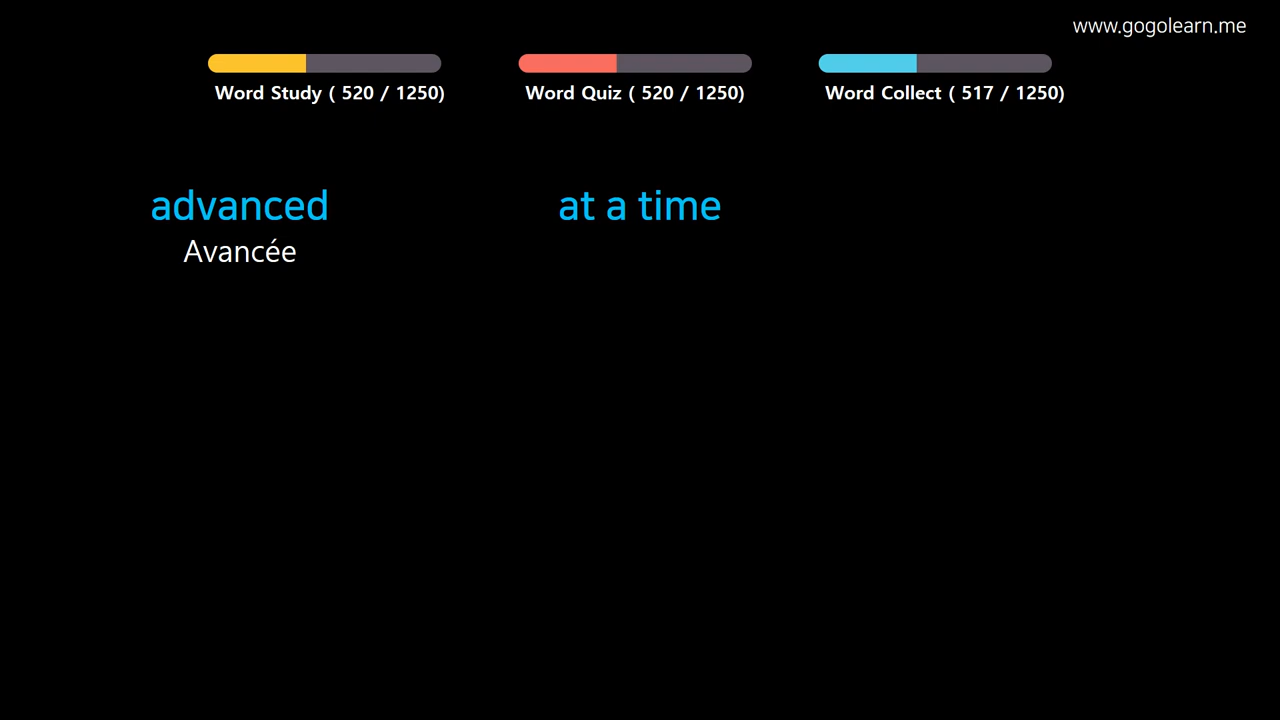 www.gogolearn.me
Word Study ( 520 / 1250)
Word Quiz ( 520 / 1250)
Word Collect ( 517 / 1250)
advanced
Avancée
at a time